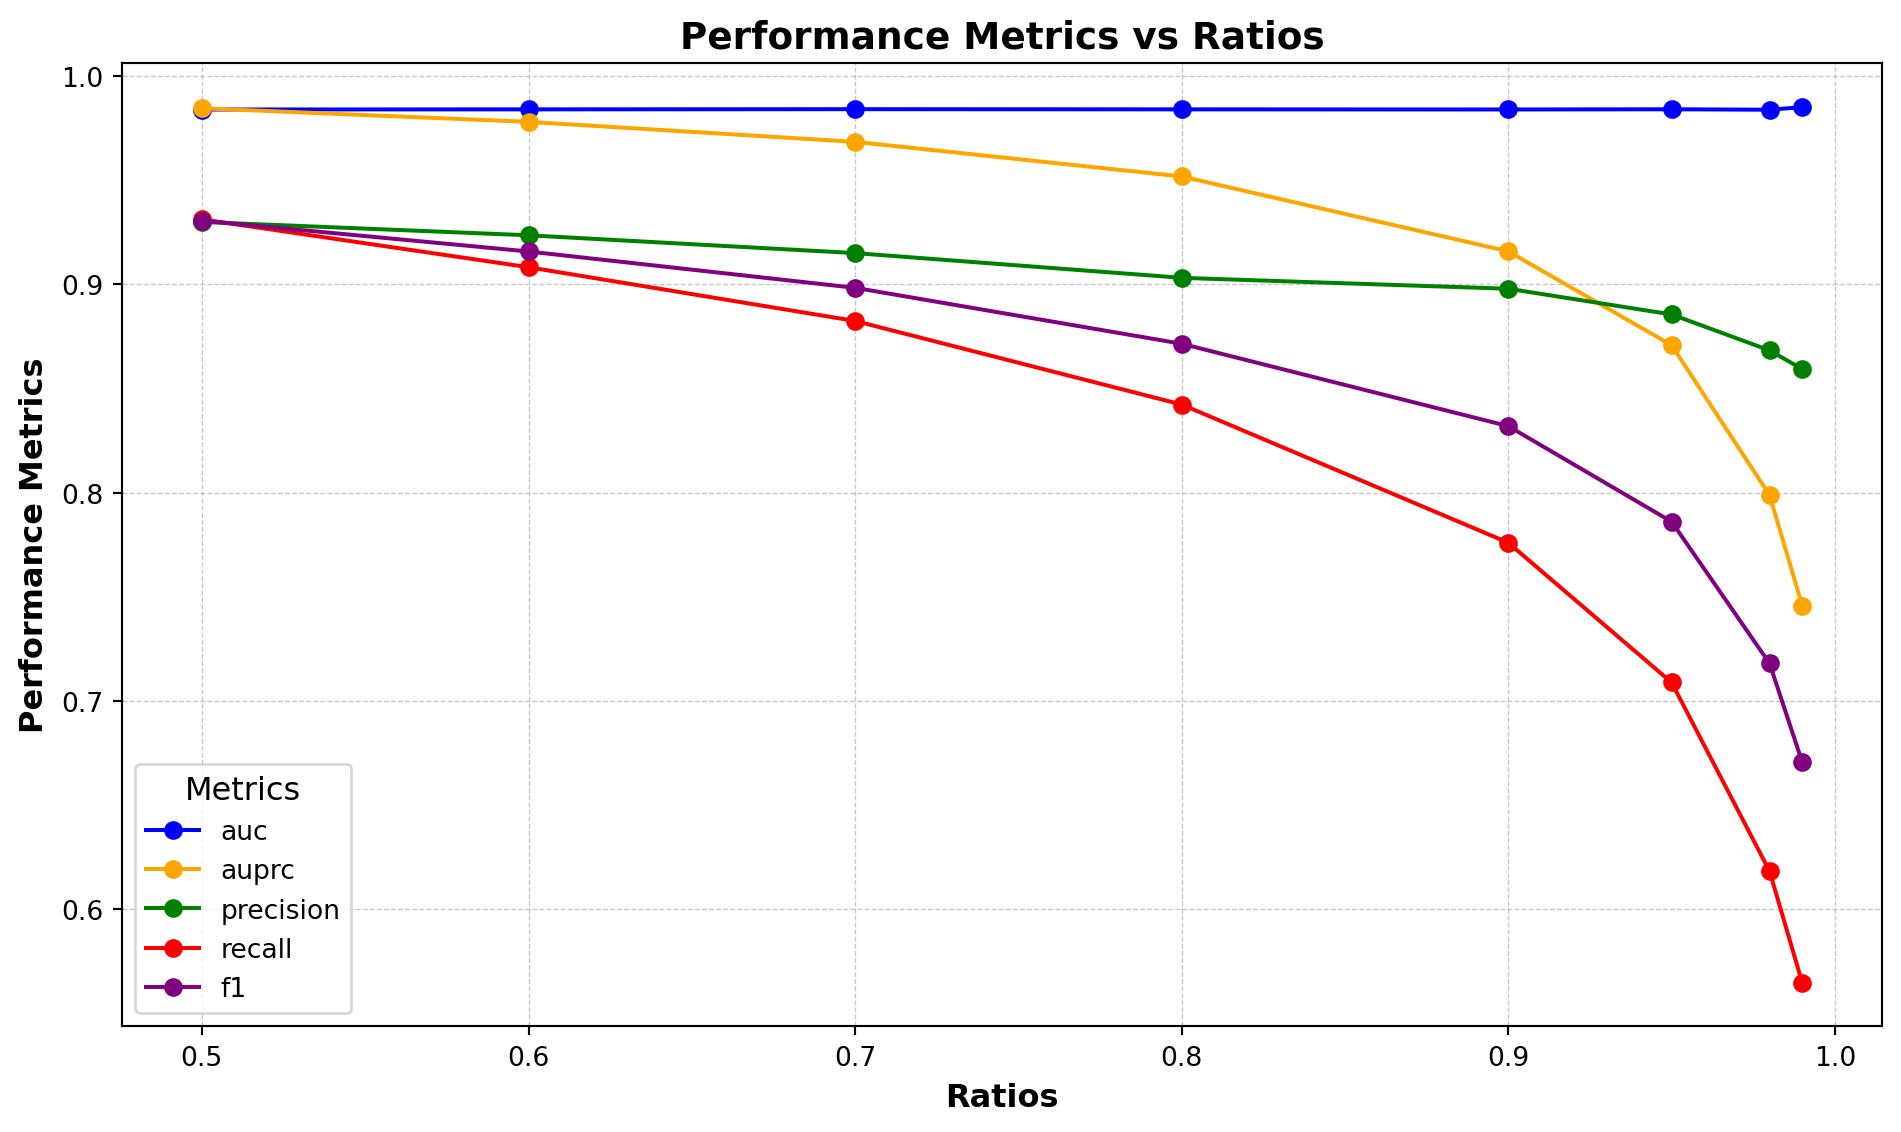 Performance Metrics vs Ratios
1.0
0.9
0.8
0.7
0.6
Performance Metrics
Metrics
auc
auprc
precision
recall
f1
0.5 0.6 0.7 0.8 0.9 1.0
Ratios